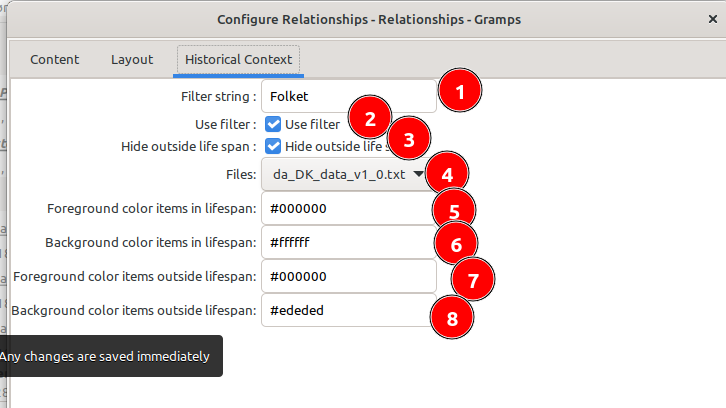 Configure Relationships - Relationships - Gramps
Content Layout Historical Context
Filter string : Folket 1
Use filter : Use filter 2
Hide outside life span : Hide outside life 3
Files: da_DK_data_v1_0.txt 4
Foreground color items in lifespan: #000000 5
Background color items in lifespan: #ffffff 6
Foreground color items outside lifespan: #000000 7
Background color items outside lifespan: #ededed 8
Any changes are saved immediately